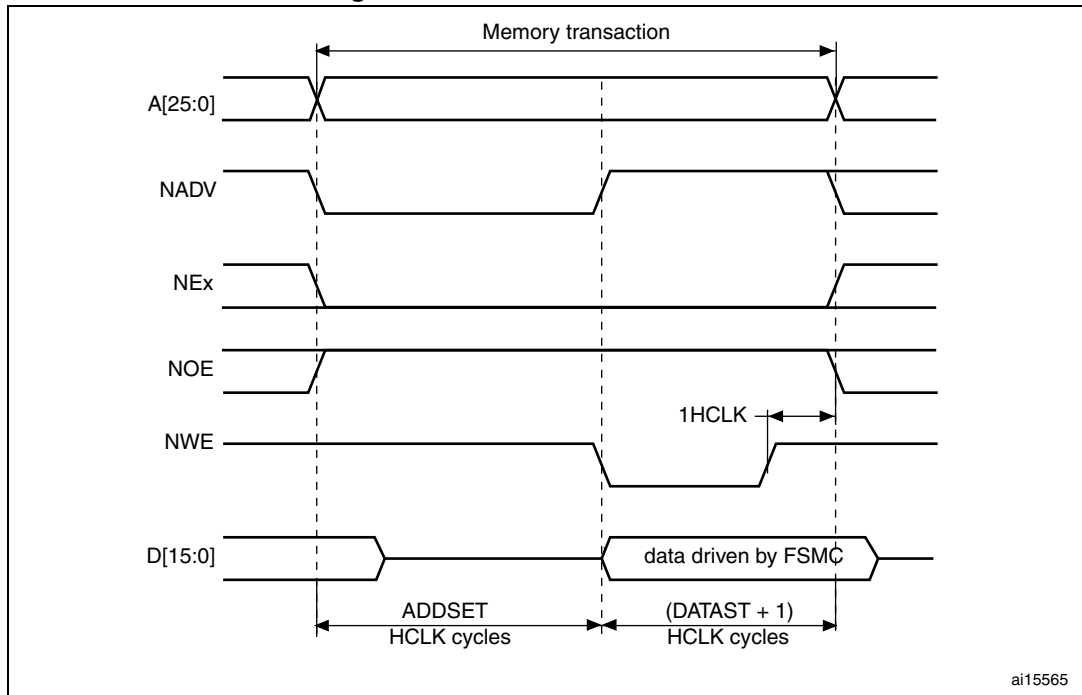 Memory transaction
A[25:0]
NADV
NEx
NOE
1HCLK
NWE
D[15:0]
data driven by FSMC
ADDSET
HCLK cycles
(DATAST + 1)
HCLK cycles
ai15565